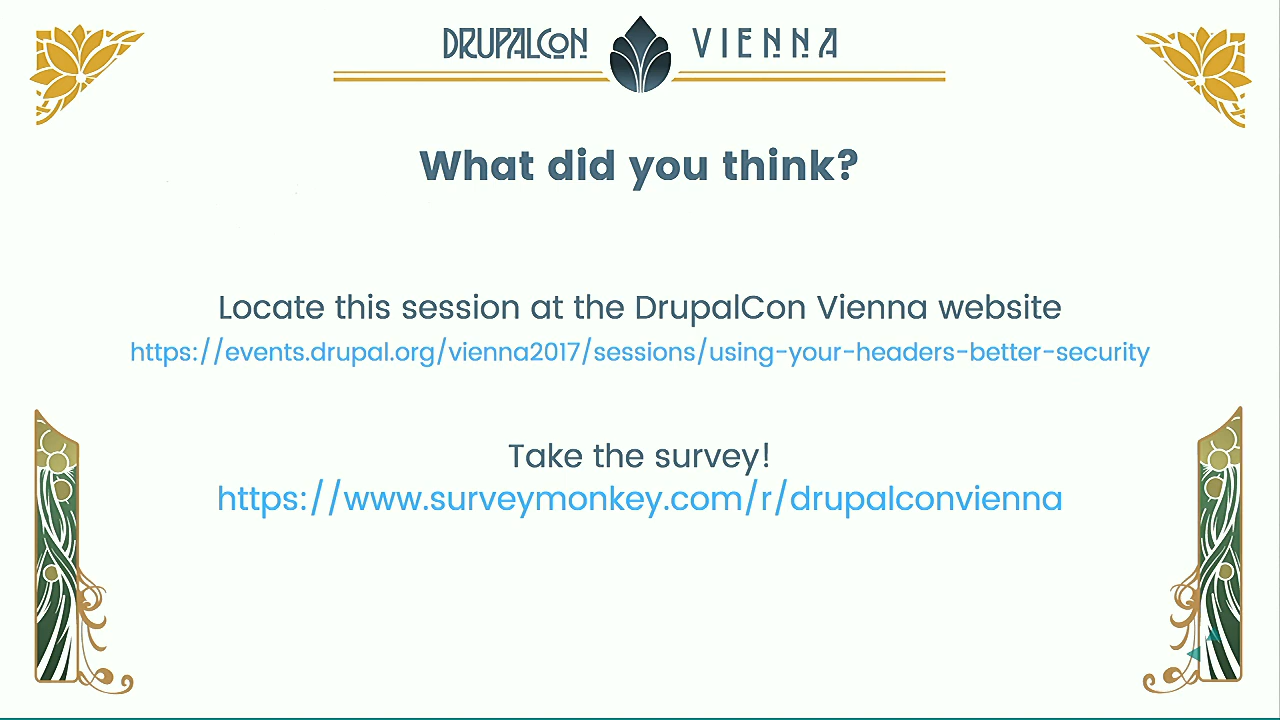 DRUPALCON VIENNA
What did you think?
Locate this session at the DrupalCon Vienna website
https://events.drupal.org/vienna2017/sessions/using-your-headers-better-security
Take the survey!
https://www.surveymonkey.com/r/drupalconvienna